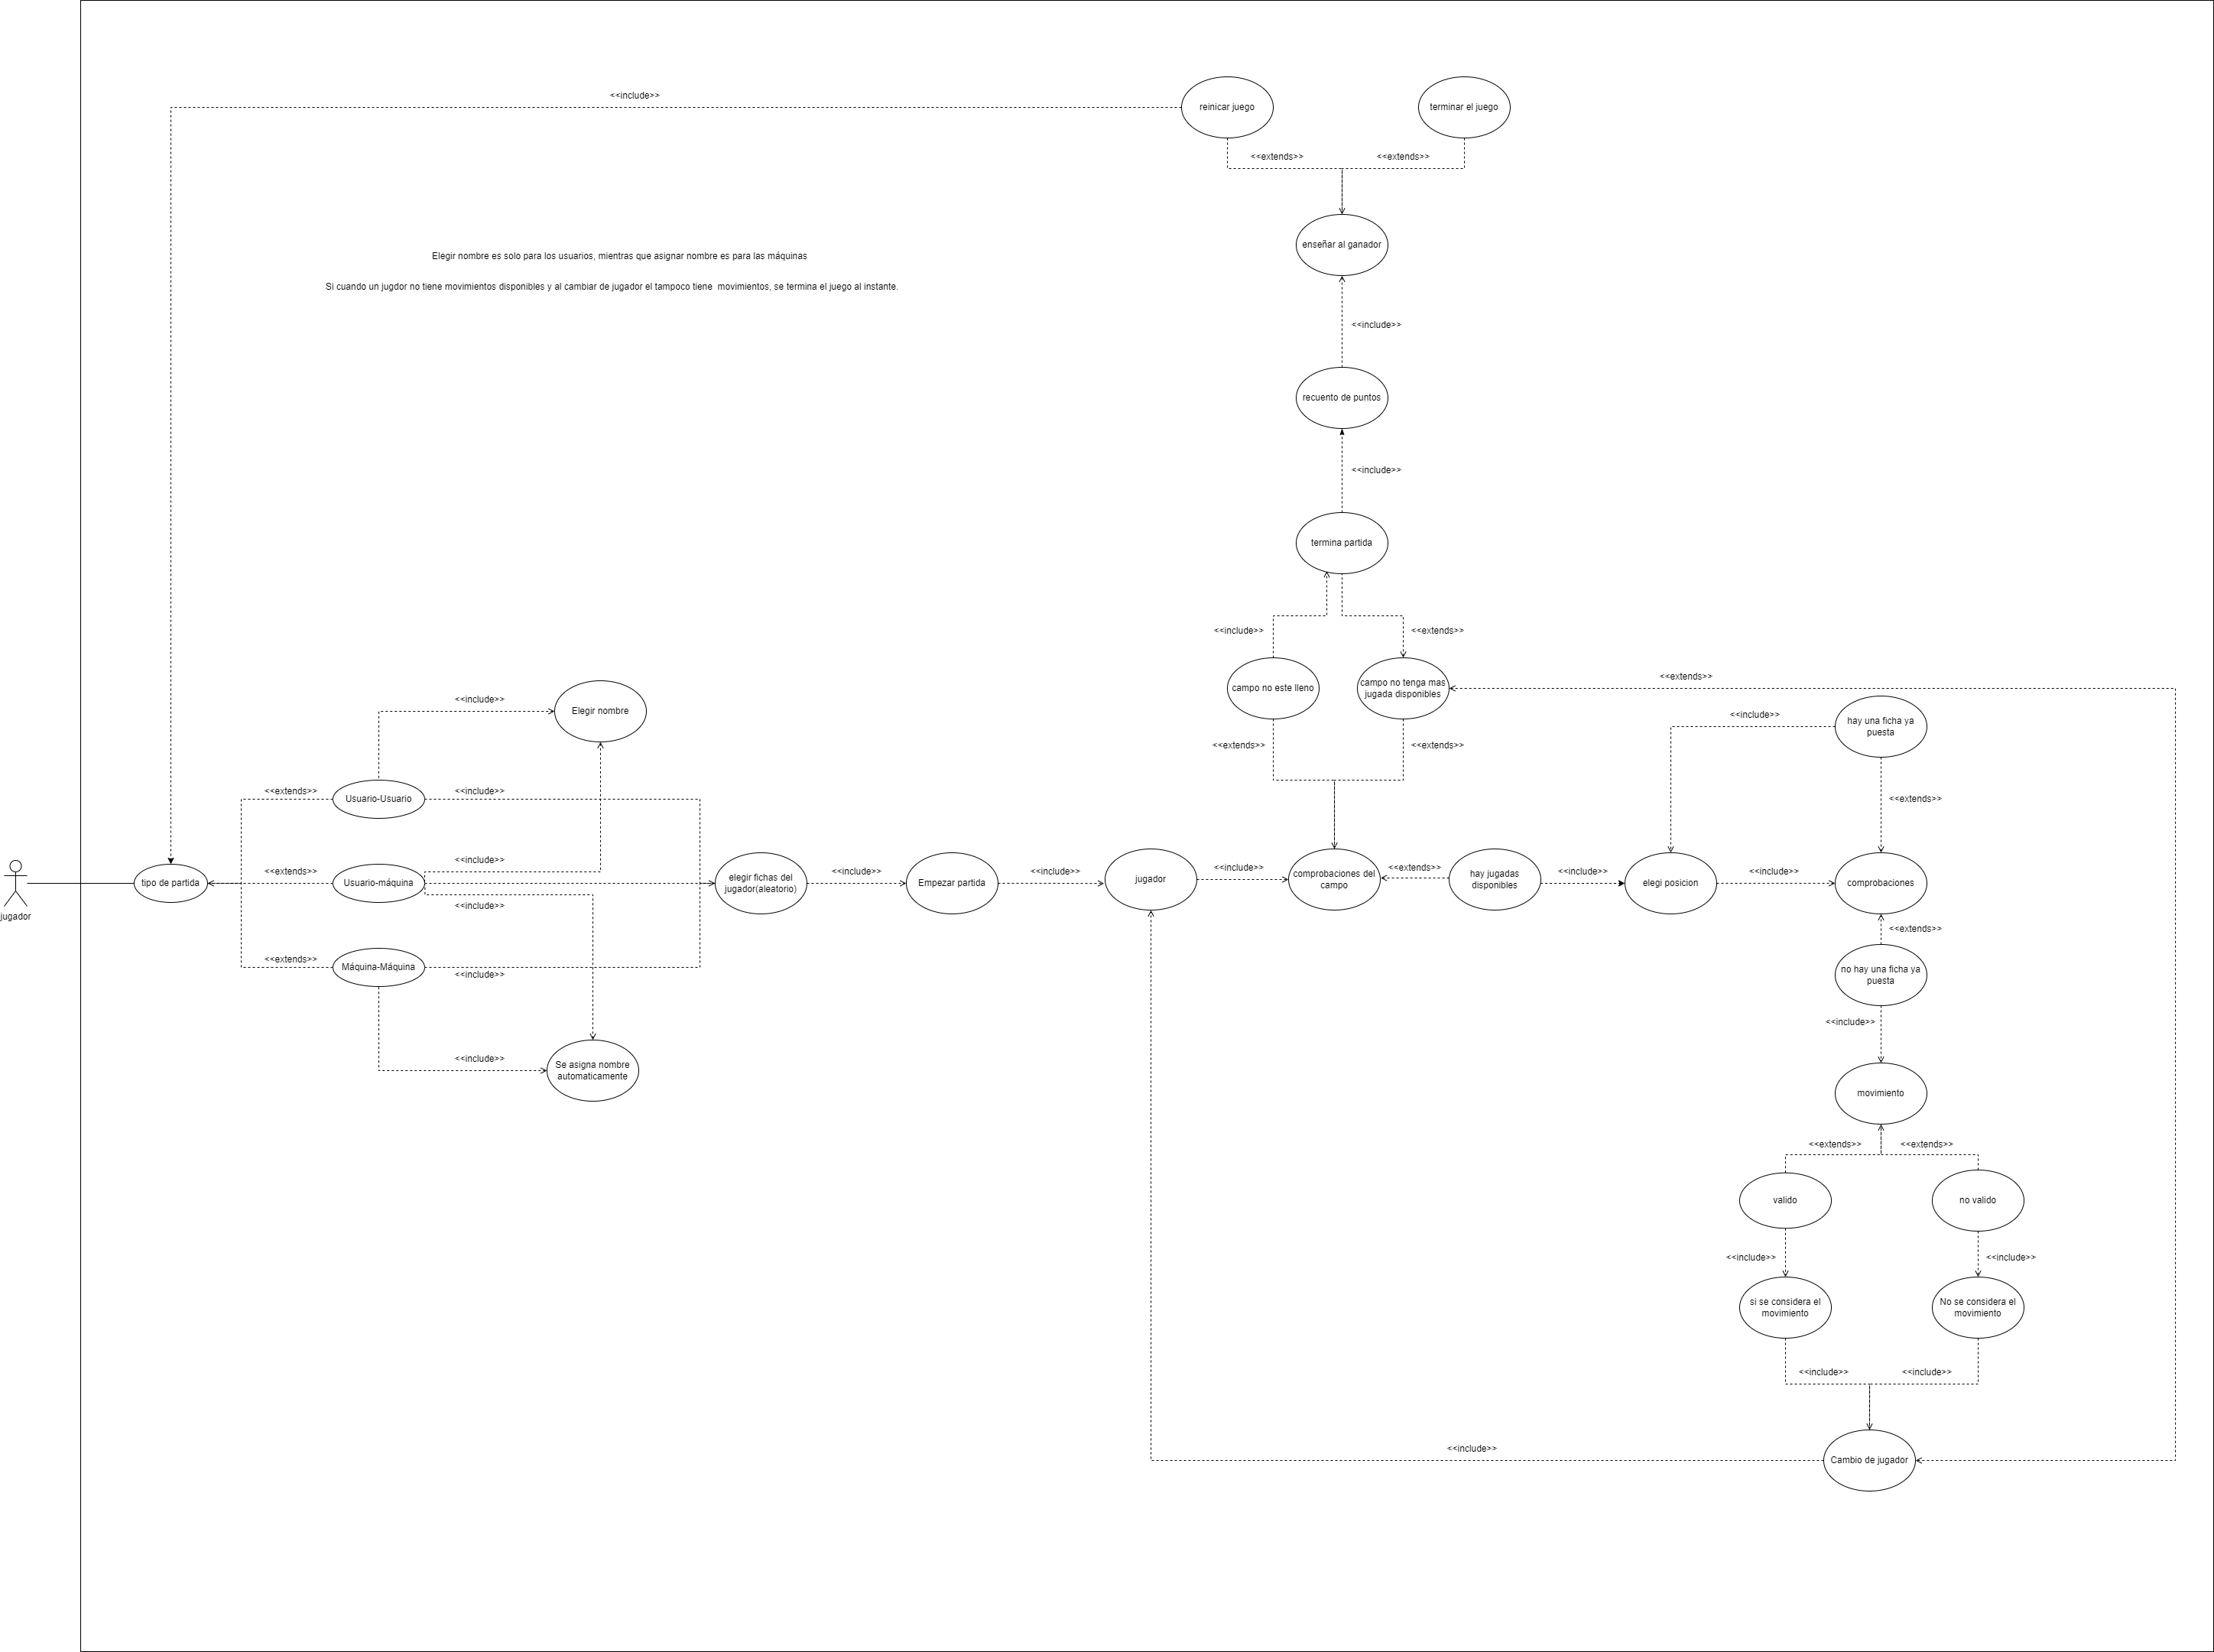 reinicar juego
terminar el juego
<<include>>
<<extends>>
<<extends>>
enseñar al ganador
Elegir nombre es solo para los usuarios, mientras que asignar nombre es para las máquinas
Si cuando un jugdor no tiene movimientos disponibles y al cambiar de jugador el tampoco tiene  movimientos, se termina el juego al instante.
<<include>>
recuento de puntos
<<include>>
termina partida
<<include>>
<<extends>>
campo no este lleno
campo no tenga mas
jugada disponibles
<<extends>>
<<include>>
Elegir nombre
<<include>>
hay una ficha ya
puesta
<<extends>>
<<extends>>
<<extends>>
Usuario-Usuario
<<include>>
<<extends>>
<<extends>>
Usuario-máquina
<<include>>
<<include>>
jugador
tipo de partida
elegir fichas del
jugador(aleatorio)
<<include>>
Empezar partida
<<include>>
jugador
<<include>>
comprobaciones del
campo
<<extends>>
hay jugadas
disponibles
<<include>>
elegi posicion
<<include>>
comprobaciones
<<extends>>
<<extends>>
Máquina-Máquina
<<include>>
no hay una ficha ya
puesta
<<include>>
<<include>>
Se asigna nombre
automaticamente
movimiento
<<extends>>
<<extends>>
valido
no valido
<<include>>
<<include>>
si se considera el
movimiento
No se considera el
movimiento
<<include>>
<<include>>
<<include>>
Cambio de jugador